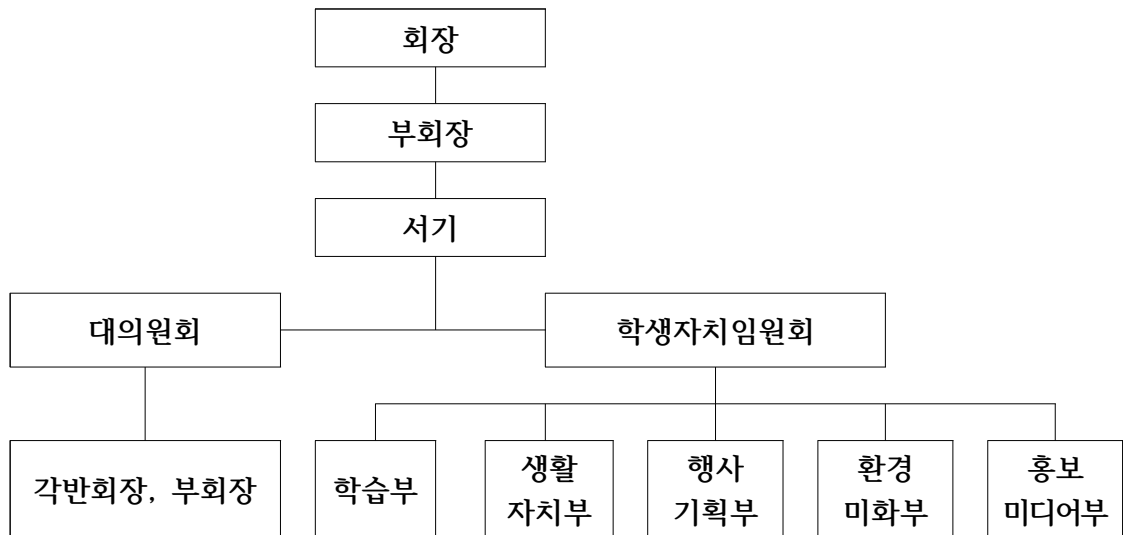 회장
부회장
서기
대의원회
학생자치임원회
각반회장, 부회장
학습부
생활
자치부
행사
기획부
환경
미화부
홍보
미디어부